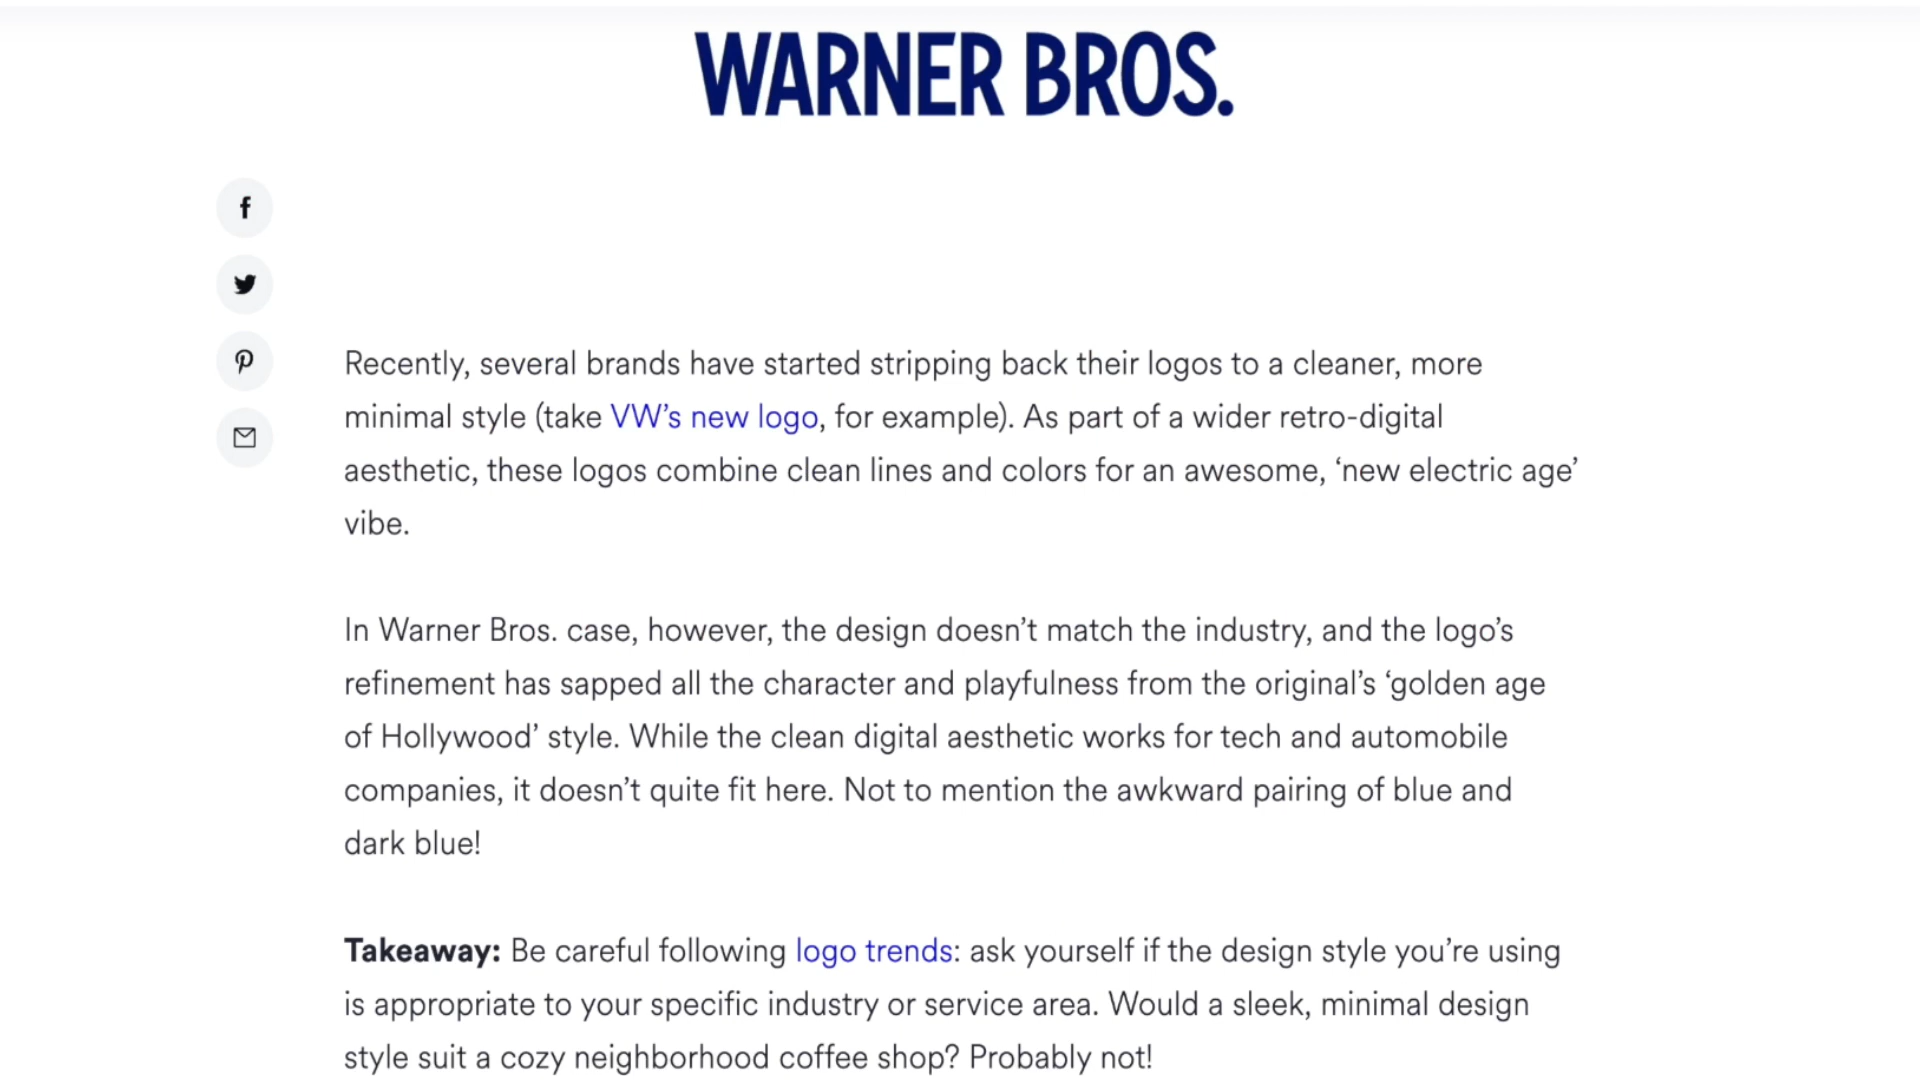 WARNER BROS.
Recently, several brands have started stripping back their logos to a cleaner, more
minimal style (take VW’s new logo, for example). As part of a wider retro-digital
aesthetic, these logos combine clean lines and colors for an awesome, ‘new electric age’
vibe.
In Warner Bros. case, however, the design doesn’t match the industry, and the logo’s
refinement has sapped all the character and playfulness from the original’s ‘golden age
of Hollywood’ style. While the clean digital aesthetic works for tech and automobile
companies, it doesn’t quite fit here. Not to mention the awkward pairing of blue and
dark blue!
Takeaway: Be careful following logo trends: ask yourself if the design style you’re using
is appropriate to your specific industry or service area. Would a sleek, minimal design
style suit a cozy neighborhood coffee shop? Probably not!